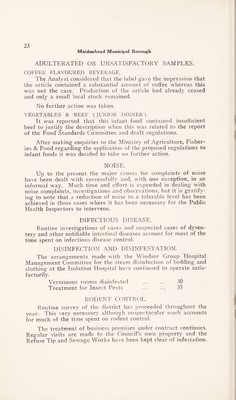 23
Maidenhead Municipal Borough
ADULTERATED OR UNSATISFACTORY SAMPLES.
COFFEE FLAVOURED BEVERAGE.
The Analyst considered that the label gave the impression that
the article contained a substantial amount of coffee whereas this
was not the case. Production of the article had already ceased
and only a small local stock remained.
No further action was taken.
VEGETABLES & BEEF (JUNIOR DINNER)
It was reported that this infant food contained insufficient
beef to justify the description when this was related to the report
of the Food Standards Committee and draft regulations.
After making enquiries to the Ministry of Agriculture, Fisher-
ies & Food regarding the application of the proposed regulations to
infant foods it was decided to take no further action.
NOISE.
Up to the present the major causes for complaints of noise
have been dealt with successfully and, with one exception, in an
informal way. Much time and effort is expended in dealing with
noise complaints, investigations and observations, but it is gratify-
ing to note that a reduction of noise to a tolerable level has been
achieved in those cases where it has been necessary for the Public
Health Inspectors to intervene.
INFECTIOUS DISEASE.
Routine investigations of cases and suspected cases of dysen-
tery and other notifiable intestinal diseases account for most of the
time spent on infectious disease control.
DISINFECTION AND DISINFESTATION.
The arrangements made with the Windsor Group Hospital
Management Committee for the steam disinfection of bedding and
clothing at the Isolation Hospital have continued to operate satis-
factorily.
Verminous rooms disinfested ... ... 30
Treatment for Insect Pests ... ... 35
RODENT CONTROL.
Routine survey of the district has proceeded throughout the
year. This very necessary although unspectacular work accounts
for much of the time spent on rodent control.
The treatment of business premises under contract continues.
Regular visits are made to the Council's own property and the
Refuse Tip and Sewage Works have been kept clear of infestation.